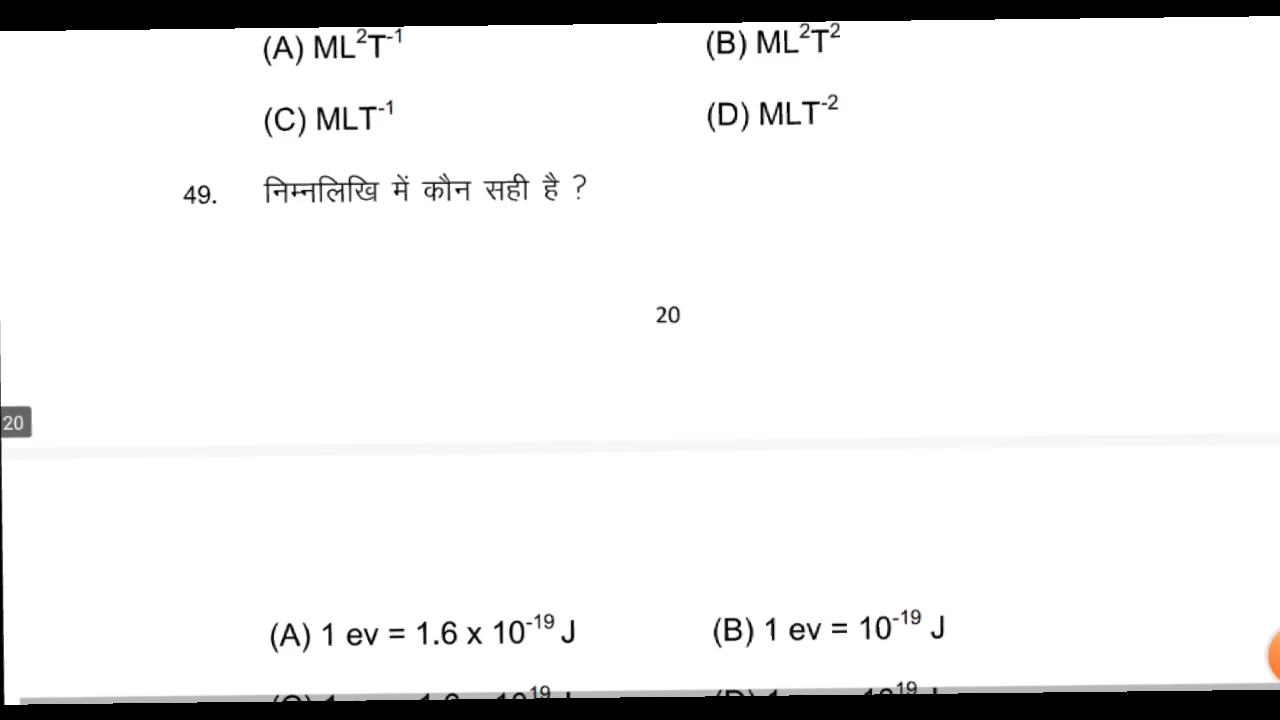 (A) ML²T⁻¹ (B) ML²T²
(C) MLT⁻¹ (D) MLT⁻²
49. निम्नलिखि में कौन सही है ?
20
20
(A) 1 ev = 1.6 x 10⁻¹⁹ J (B) 1 ev = 10⁻¹⁹ J